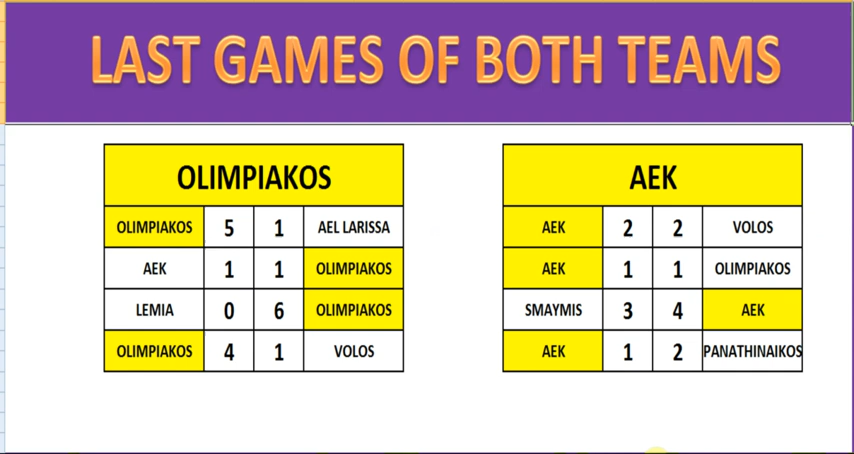 LAST GAMES OF BOTH TEAMS
OLIMPIAKOS
OLIMPIAKOS 5 1 AEL LARISSA
AEK 1 1 OLIMPIAKOS
LEMIA 0 6 OLIMPIAKOS
OLIMPIAKOS 4 1 VOLOS
AEK
AEK 2 2 VOLOS
AEK 1 1 OLIMPIAKOS
SMAYMIS 3 4 AEK
AEK 1 2 PANATHINAIKOS